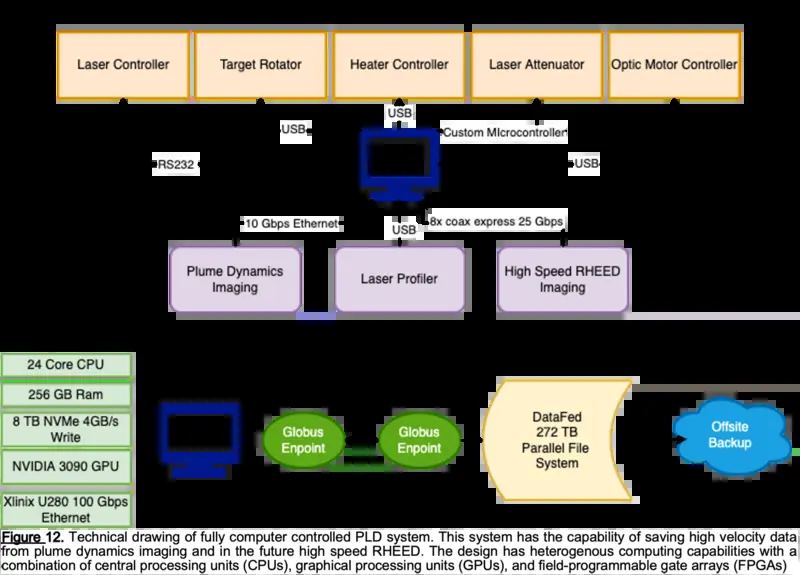 Laser Controller
Target Rotator
Heater Controller
Laser Attenuator
Optic Motor Controller
USB
USB
Custom MIcrocontroller
RS232
USB
10 Gbps Ethernet
USB
8x coax express 25 Gbps
Plume Dynamics
Imaging
Laser Profiler
High Speed RHEED
Imaging
24 Core CPU
256 GB Ram
8 TB NVMe 4GB/s
Write
NVIDIA 3090 GPU
Xlinix U280 100 Gbps
Ethernet
Globus
Enpoint
Globus
Enpoint
DataFed
272 TB
Parallel File
System
Offsite
Backup
Figure 12. Technical drawing of fully computer controlled PLD system. This system has the capability of saving high velocity data
from plume dynamics imaging and in the future high speed RHEED. The design has heterogenous computing capabilities with a
combination of central processing units (CPUs), graphical processing units (GPUs), and field-programmable gate arrays (FPGAs)